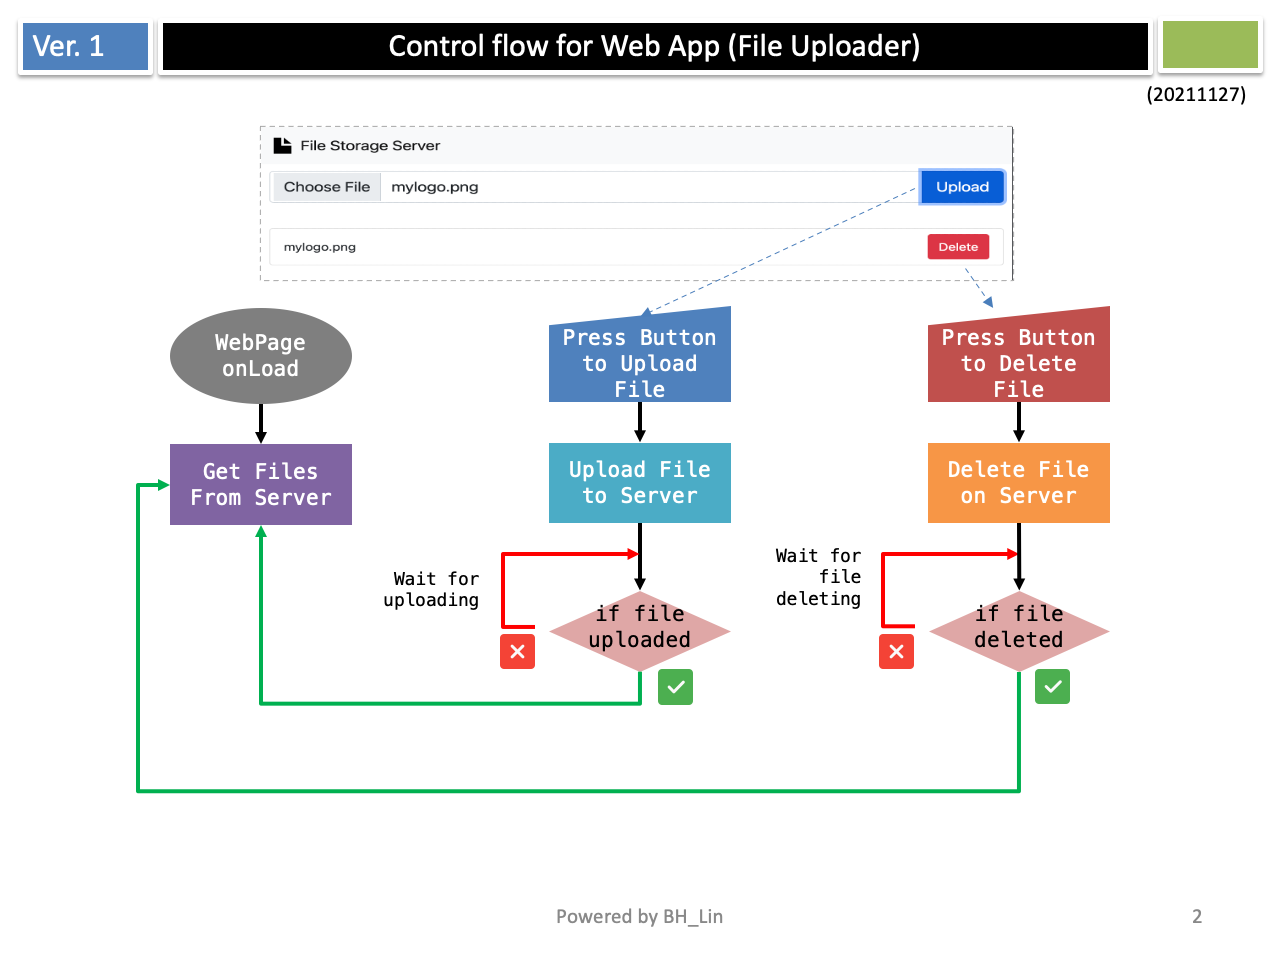 Ver. 1
Control flow for Web App (File Uploader)
(20211127)
File Storage Server
Choose File
mylogo.png
Upload
mylogo.png
Delete
WebPage
onLoad
Press Button
to Upload
File
Press Button
to Delete
File
Get Files
From Server
Upload File
to Server
Delete File
on Server
Wait for
uploading
if file
uploaded
Wait for
file
deleting
if file
deleted
Powered by BH_Lin
2